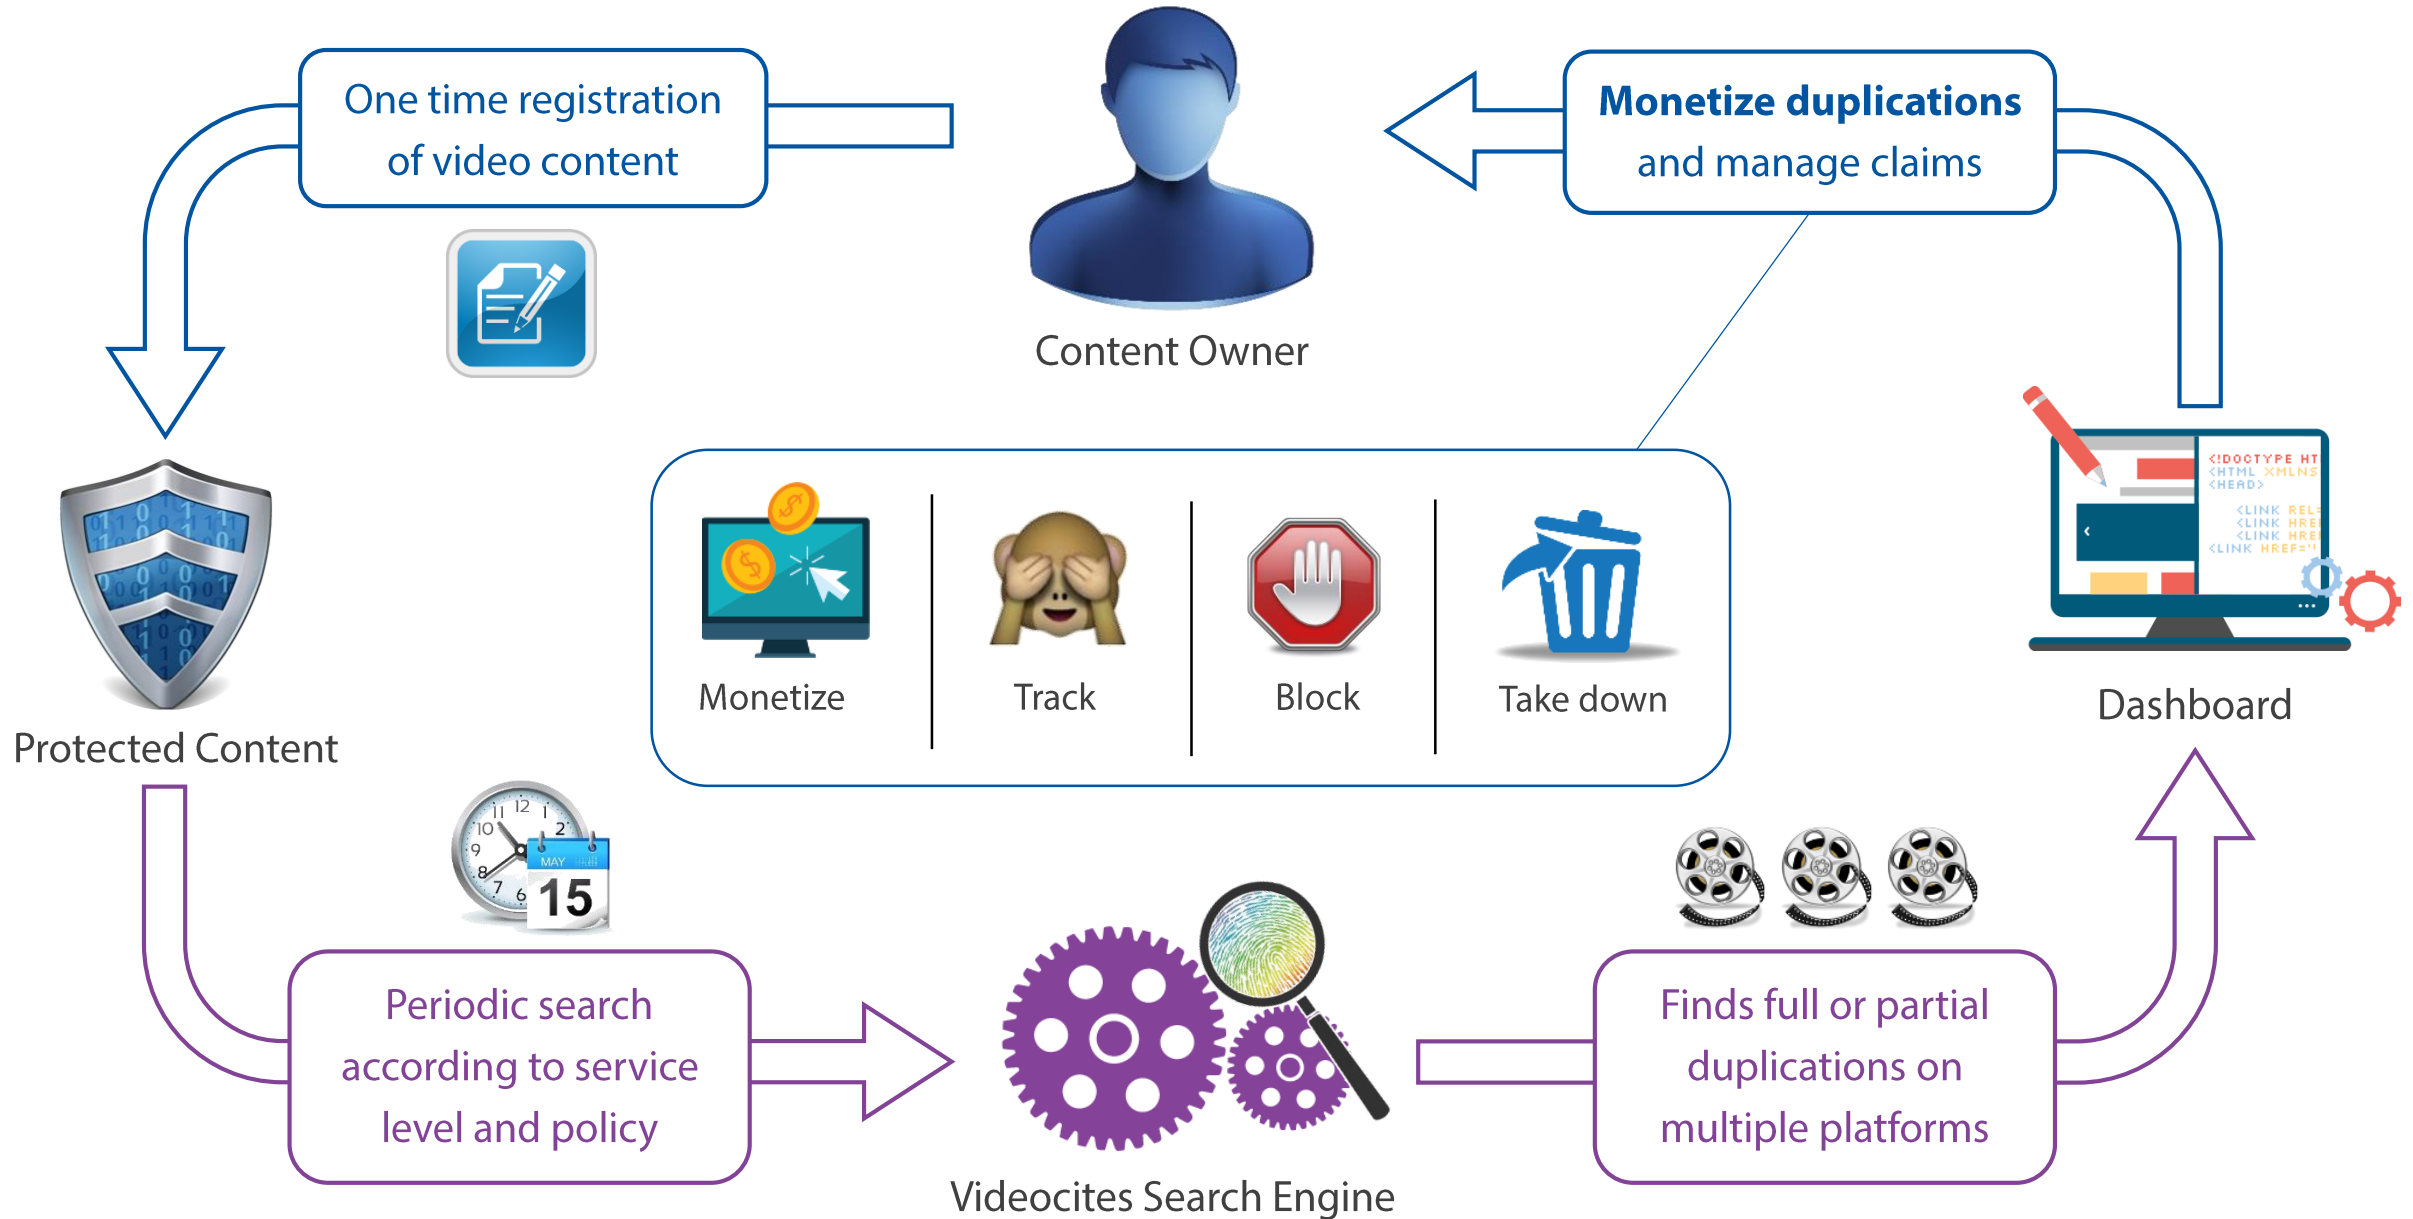 One time registration
of video content
Monetize duplications
and manage claims
Content Owner
<!DOCTYPE HT
<HTML XMLNS
<HEAD>
<LINK REL=
<LINK HRE
<LINK HRE
<LINK HREF="
Monetize
Track
Block
Take down
Dashboard
Protected Content
11 12 1
10 2
9
8
7 6
MAY
15
Periodic search
according to service
level and policy
Finds full or partial
duplications on
multiple platforms
Videocites Search Engine